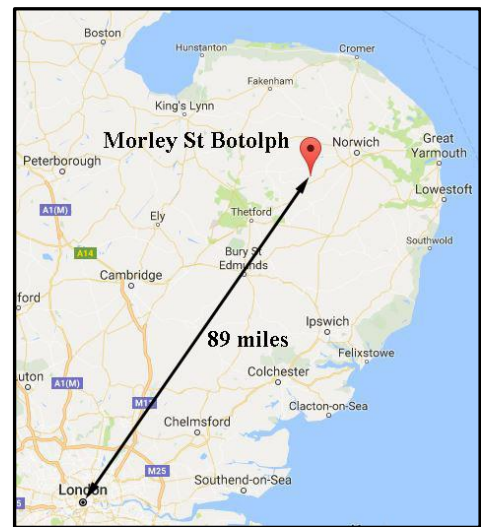 Boston
Hunstanton
Cromer
Fakenham
King's Lynn
Morley St Botolph
Norwich
Great
Yarmouth
Peterborough
Lowestoft
A1(M)
Ely
Thetford
Southwold
A14
Bury St
Edmunds
Cambridge
ford
Ipswich
89 miles
Felixstowe
uton
A1(M)
Colchester
M11
Clacton-on-Sea
Chelmsford
M25
London
Southend-on-Sea
5